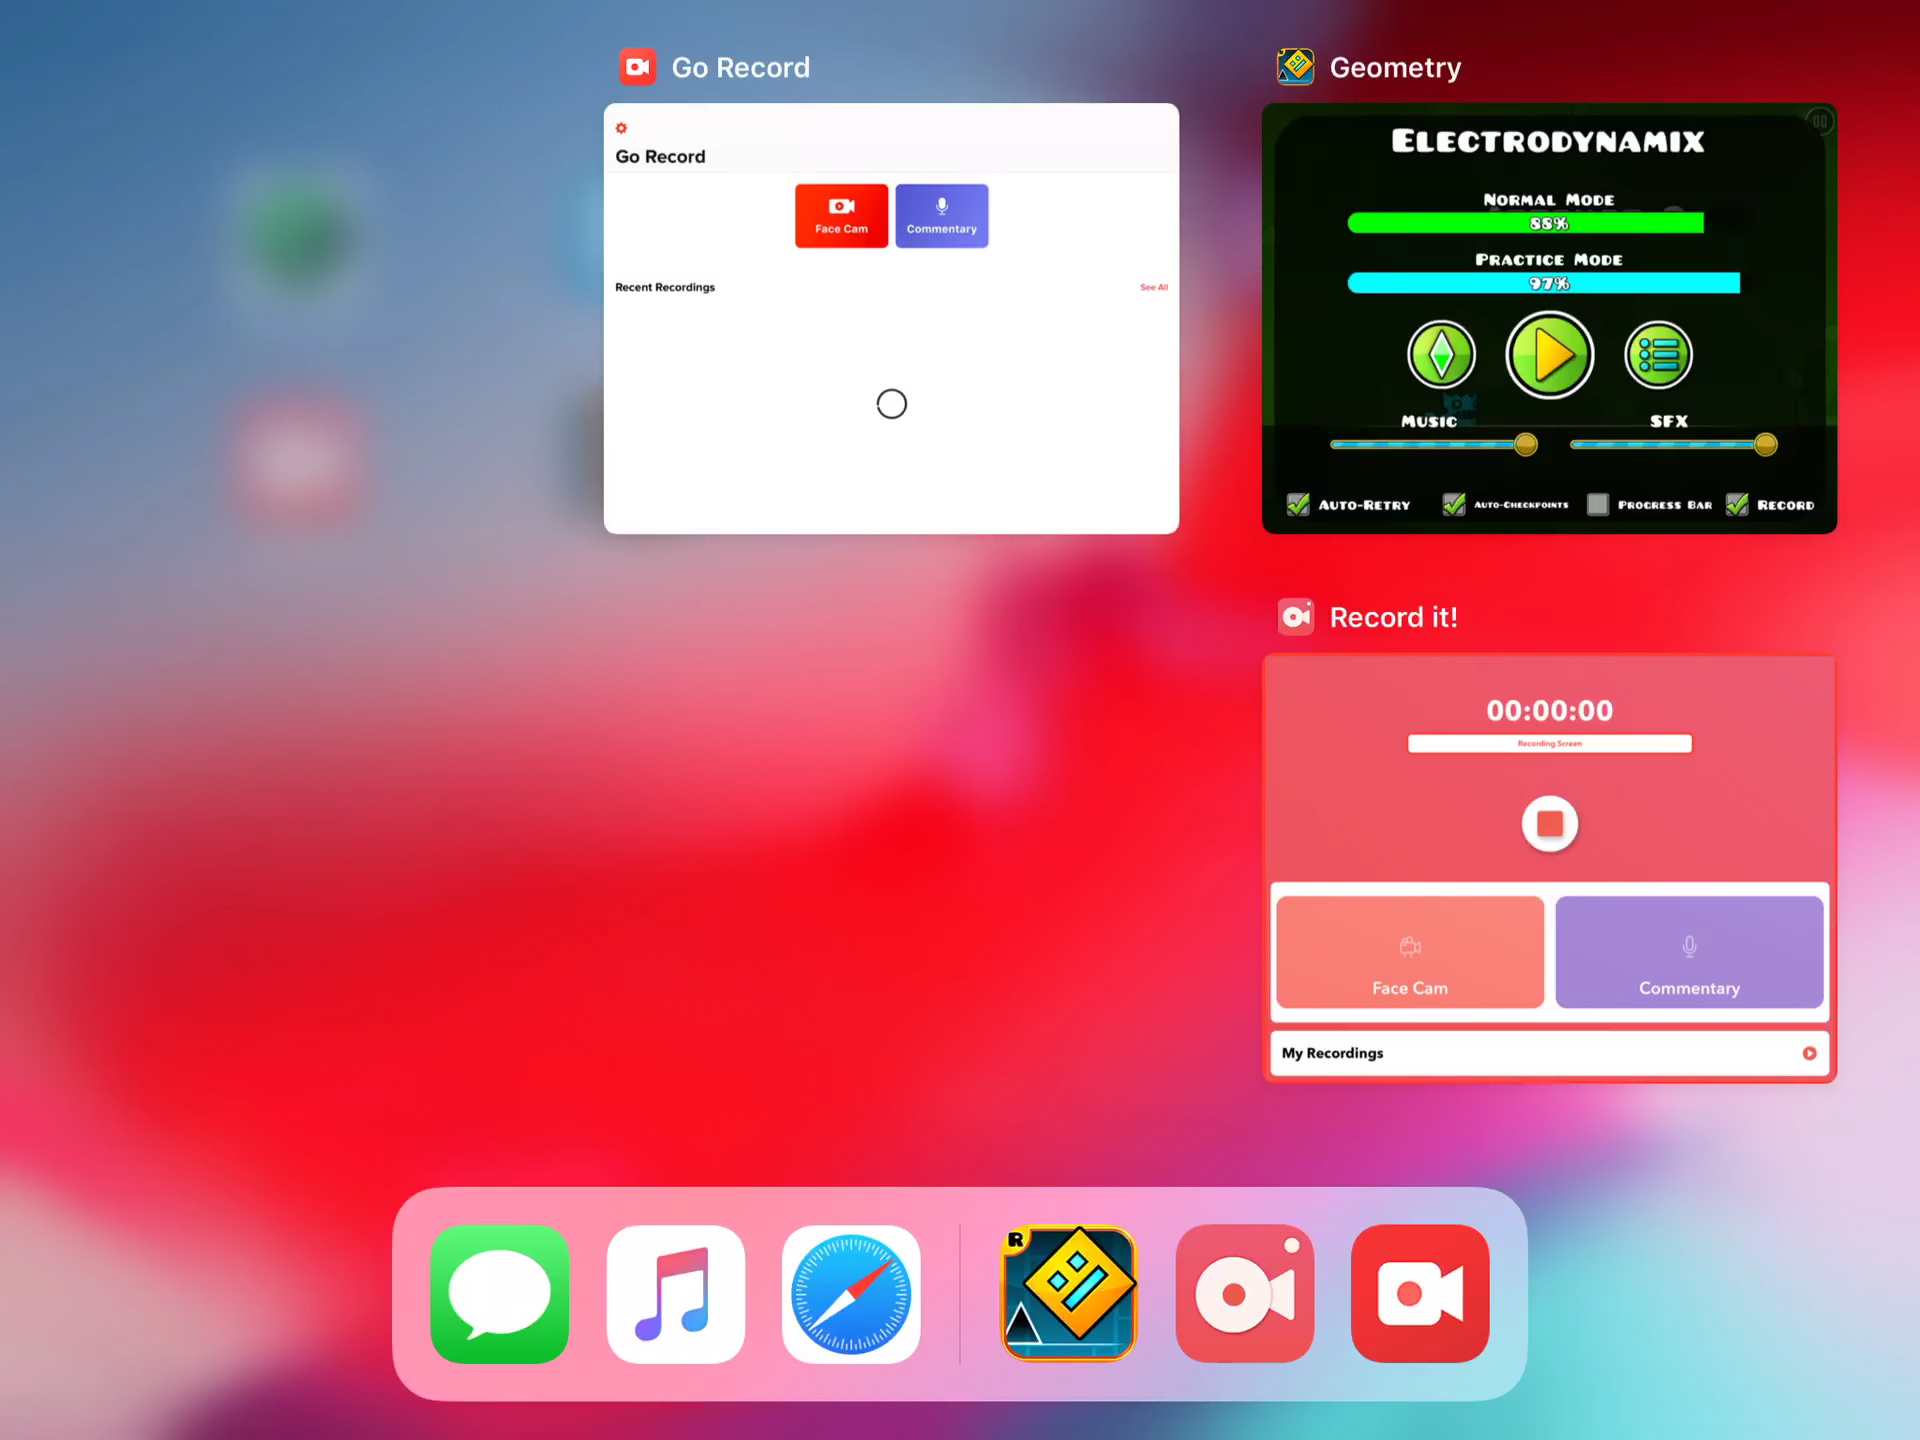 Go Record
Go Record
Face Cam
Commentary
Recent Recordings
See All
Geometry
Electrodynamix
Normal Mode
88%
Practice Mode
97%
Music
SFX
Auto-Retry
Auto-Checkpoints
Progress Bar
Record
Record it!
00:00:00
Recording Screen
Face Cam
Commentary
My Recordings
R